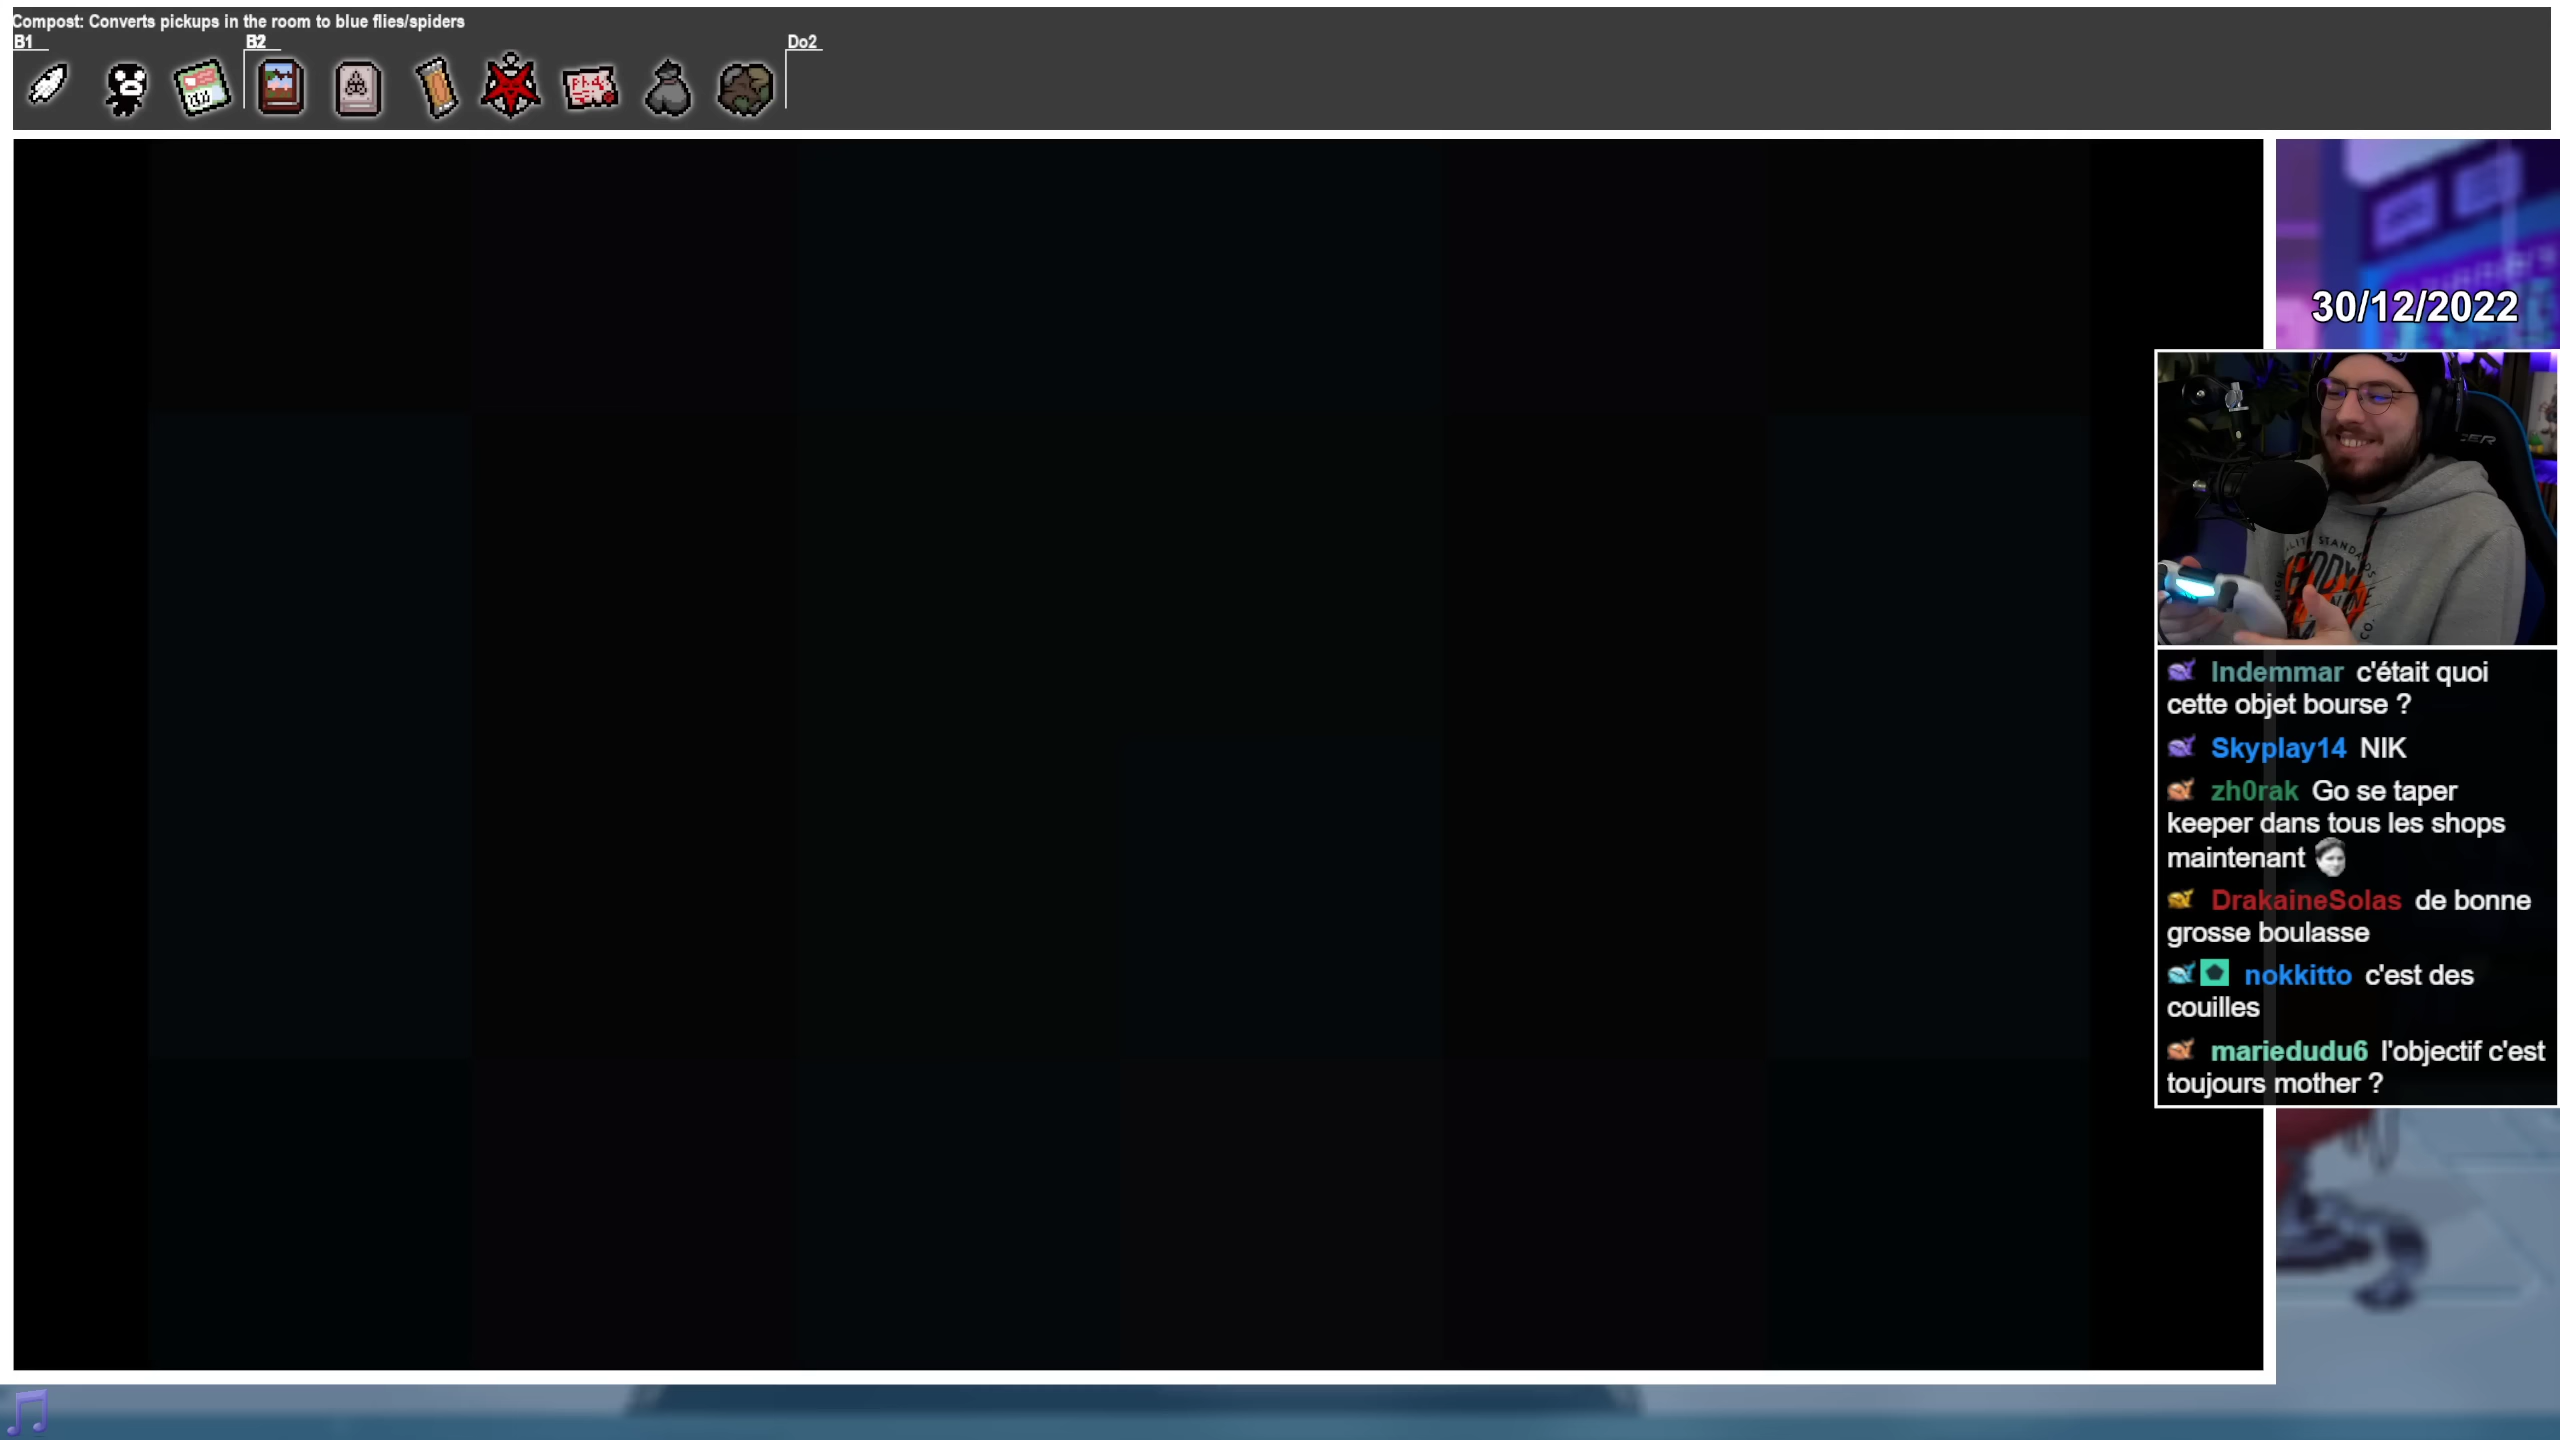 Compost: Converts pickups in the room to blue flies/spiders
B1
B2
Do2
30/12/2022
Indemmar c'était quoi
cette objet bourse ?
Skyplay14 NIK
zh0rak Go se taper
keeper dans tous les shops
maintenant
DrakaineSolas de bonne
grosse boulasse
nokkitto c'est des
couilles
mariedudu6 l'objectif c'est
toujours mother ?